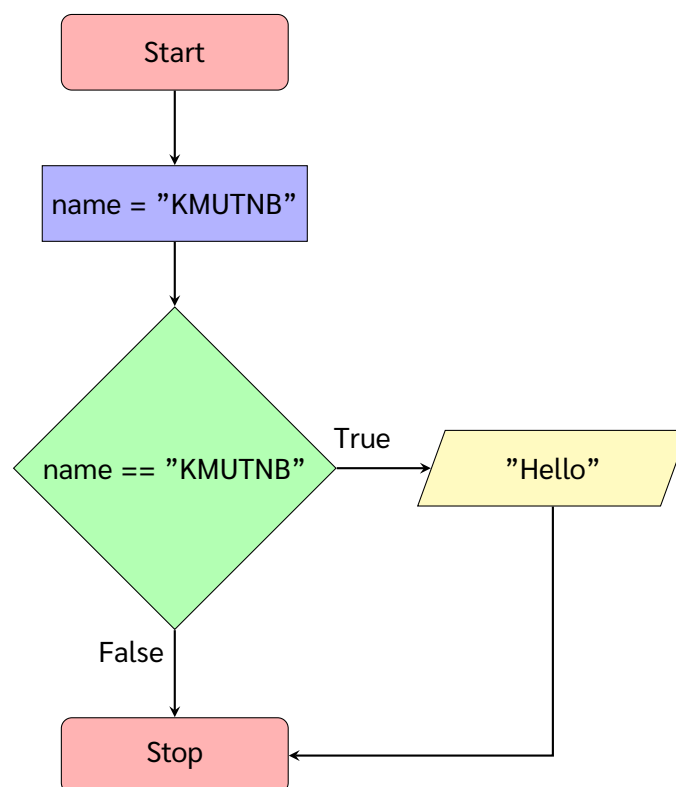 Start
name = ”KMUTNB”
name == ”KMUTNB”
True
”Hello”
False
Stop